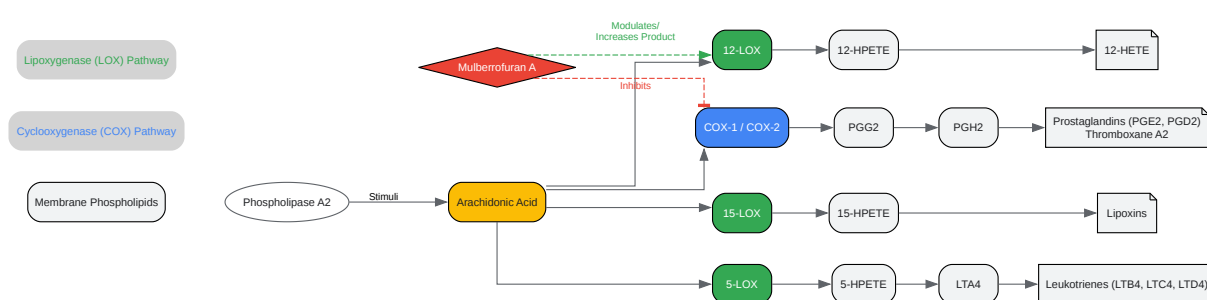 Modulates/
Increases Product
Lipoxygenase (LOX) Pathway
Mulberrofuran A
12-LOX
12-HPETE
12-HETE
Inhibits
Cyclooxygenase (COX) Pathway
COX-1 / COX-2
PGG2
PGH2
Prostaglandins (PGE2, PGD2)
Thromboxane A2
Membrane Phospholipids
Phospholipase A2
Stimuli
Arachidonic Acid
15-LOX
15-HPETE
Lipoxins
5-LOX
5-HPETE
LTA4
Leukotrienes (LTB4, LTC4, LTD4)